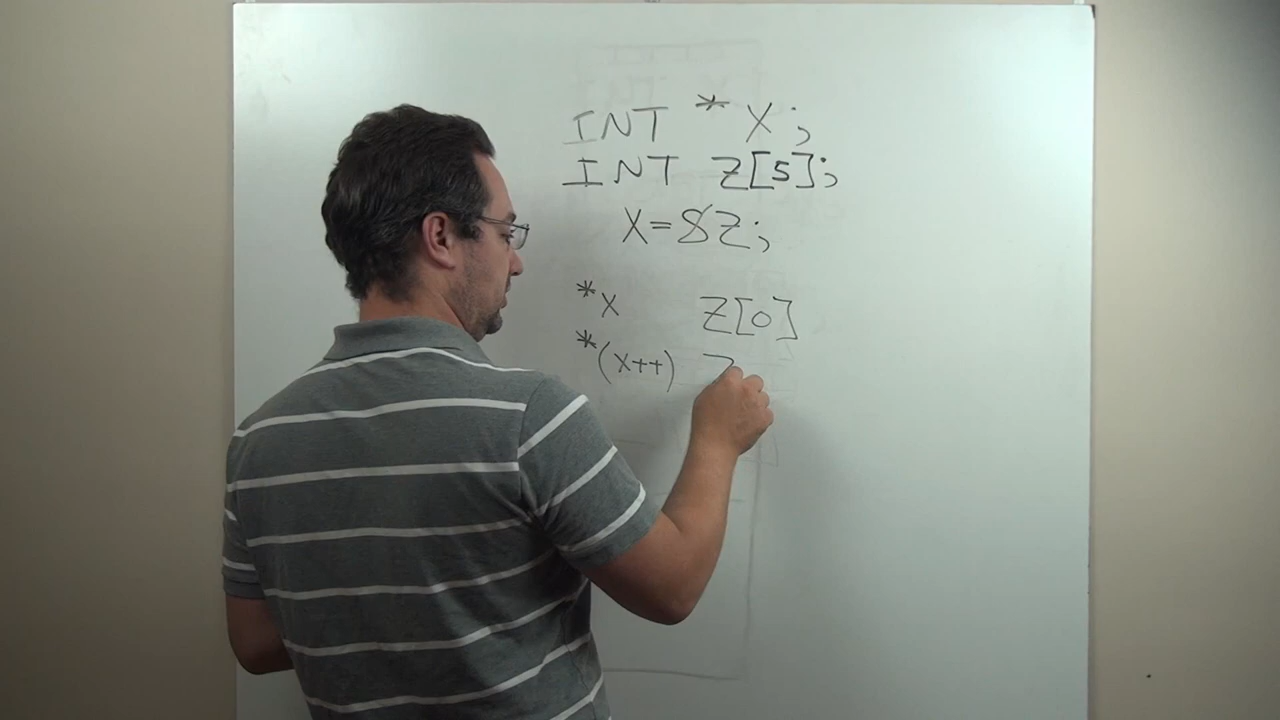 INT *X;
INT Z[5];
X=&Z;
*X Z[0]
*(X++) Z